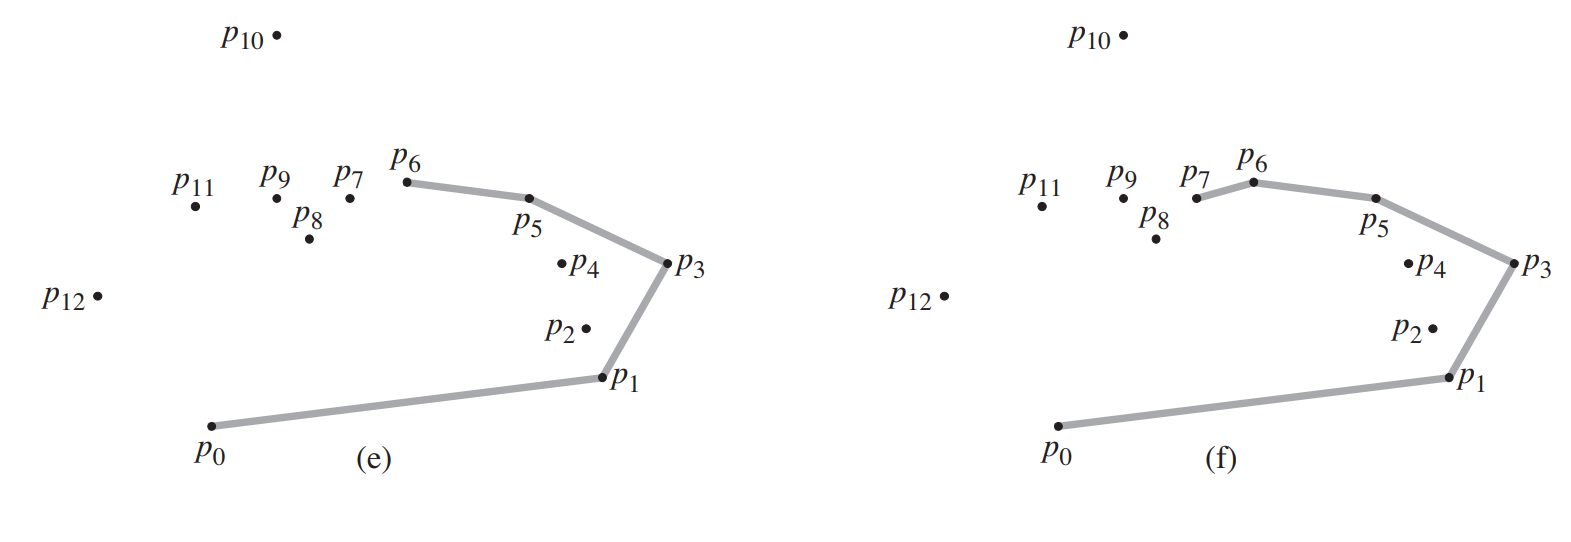 p10 p10
p6 p6
p11 p9 p7 p11 p9 p7
p8 p8
p5 p5
p4 p3 p4 p3
p12 p12
p2 p2
p1 p1
p0 (e) p0 (f)